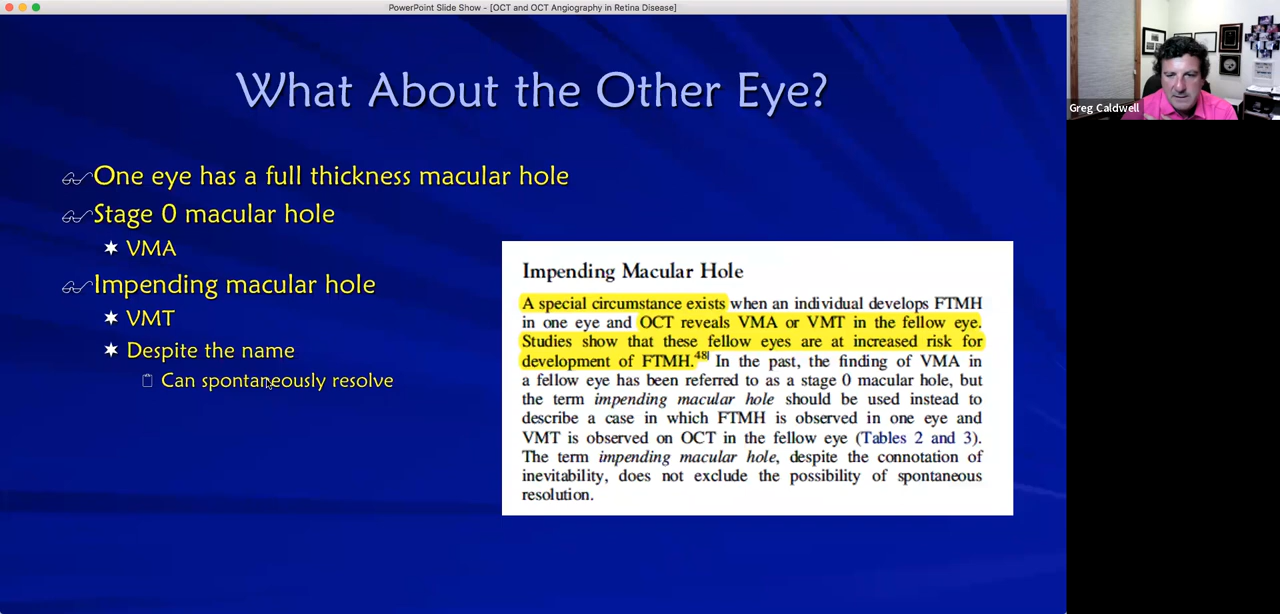 PowerPoint Slide Show - [OCT and OCT Angiography in Retina Disease]
What About the Other Eye?
One eye has a full thickness macular hole
Stage 0 macular hole
VMA
Impending macular hole
VMT
Despite the name
Can spontaneously resolve
Impending Macular Hole
A special circumstance exists when an individual develops FTMH
in one eye and OCT reveals VMA or VMT in the fellow eye.
Studies show that these fellow eyes are at increased risk for
development of FTMH.48 In the past, the finding of VMA in
a fellow eye has been referred to as a stage 0 macular hole, but
the term impending macular hole should be used instead to
describe a case in which FTMH is observed in one eye and
VMT is observed on OCT in the fellow eye (Tables 2 and 3).
The term impending macular hole, despite the connotation of
inevitability, does not exclude the possibility of spontaneous
resolution.
Greg Caldwell